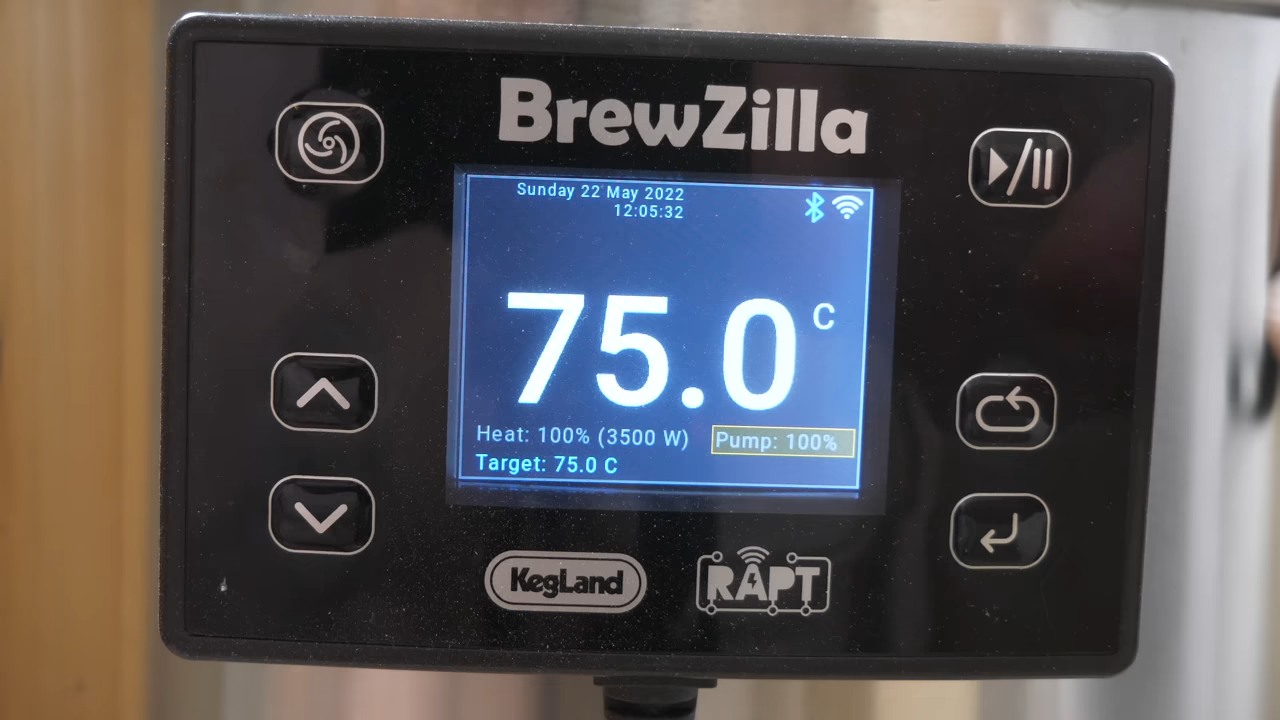 BrewZilla
Sunday 22 May 2022
12:05:32
75.0 C
Heat: 100% (3500 W) Pump: 100%
Target: 75.0 C
KegLand
RAPT